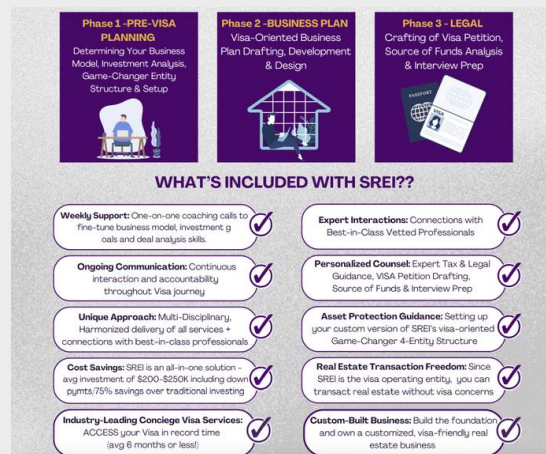 Phase 1 -PRE-VISA
PLANNING
Determining Your Business
Model, Investment Analysis,
Game-Changer Entity
Structure & Setup
Phase 2 -BUSINESS PLAN
Visa-Oriented Business
Plan Drafting, Development
& Design
Phase 3 - LEGAL
Crafting of Visa Petition,
Source of Funds Analysis
& Interview Prep
PASSPORT
VISA
WHAT'S INCLUDED WITH SREI??
Weekly Support: One-on-one coaching calls to
fine-tune business model, investment g
oals and deal analysis skills.
Expert Interactions: Connections with
Best-in-Class Vetted Professionals
Ongoing Communication: Continuous
interaction and accountability
throughout Visa journey
Personalized Counsel: Expert Tax & Legal
Guidance, VISA Petition Drafting,
Source of Funds & Interview Prep
Unique Approach: Multi-Disciplinary,
Harmonized delivery of all services +
connections with best-in-class professionals
Asset Protection Guidance: Setting up
your custom version of SREI's visa-oriented
Game-Changer 4-Entity Structure
Cost Savings: SREI is an all-in-one solution -
avg investment of $200-$250K including down
pymts/75% savings over traditional investing
Real Estate Transaction Freedom: Since
SREI is the visa operating entity, you can
transact real estate without visa concerns
Industry-Leading Conciege Visa Services:
ACCESS your Visa in record time
(avg 6 months or less!)
Custom-Built Business: Build the foundation
and own a customized, visa-friendly real
estate business